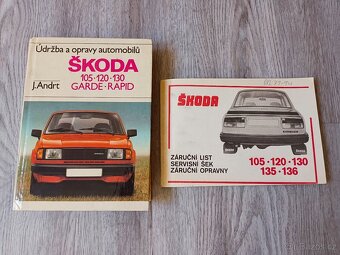 Údržba a opravy automobilů
ŠKODA
105·120·130
GARDE·RAPID
J.Andrt
ŠKODA
ZÁRUČNÍ LIST
SERVISNÍ ŠEK
ZÁRUČNÍ OPRAVNY
105·120·130
135·136